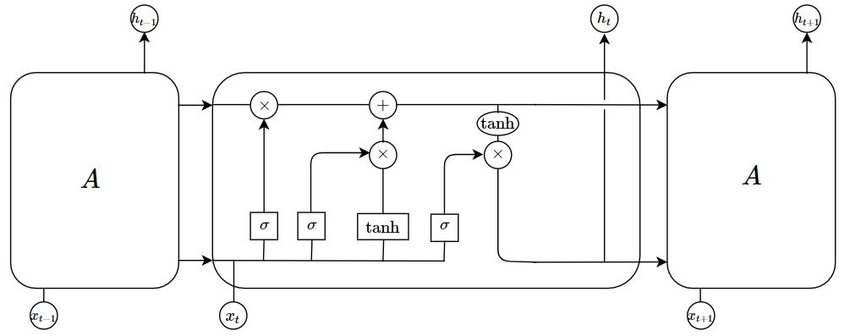 h_{t-1}
h_t
h_{t+1}
× +
tanh
A × × A
σ σ tanh σ
x_{t-1} x_t x_{t+1}